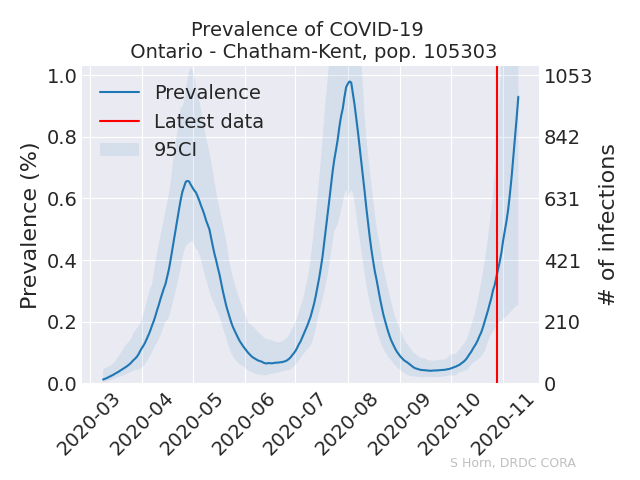 Prevalence of COVID-19
Ontario - Chatham-Kent, pop. 105303
Prevalence (%)
1.0
0.8
0.6
0.4
0.2
0.0
Prevalence
Latest data
95CI
1053
842
631
421
210
0
# of infections
2020-03
2020-04
2020-05
2020-06
2020-07
2020-08
2020-09
2020-10
2020-11
S Horn, DRDC CORA